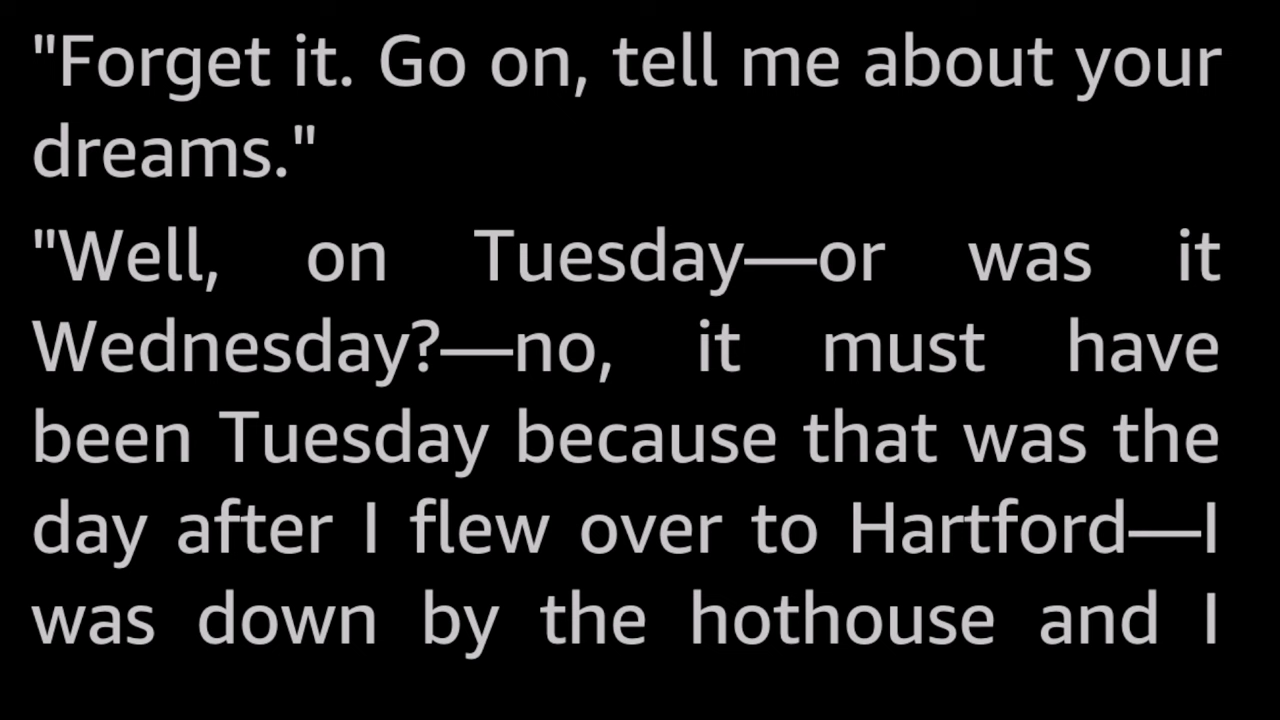 "Forget it. Go on, tell me about your
dreams."
"Well, on Tuesday—or was it
Wednesday?—no, it must have
been Tuesday because that was the
day after I flew over to Hartford—I
was down by the hothouse and I